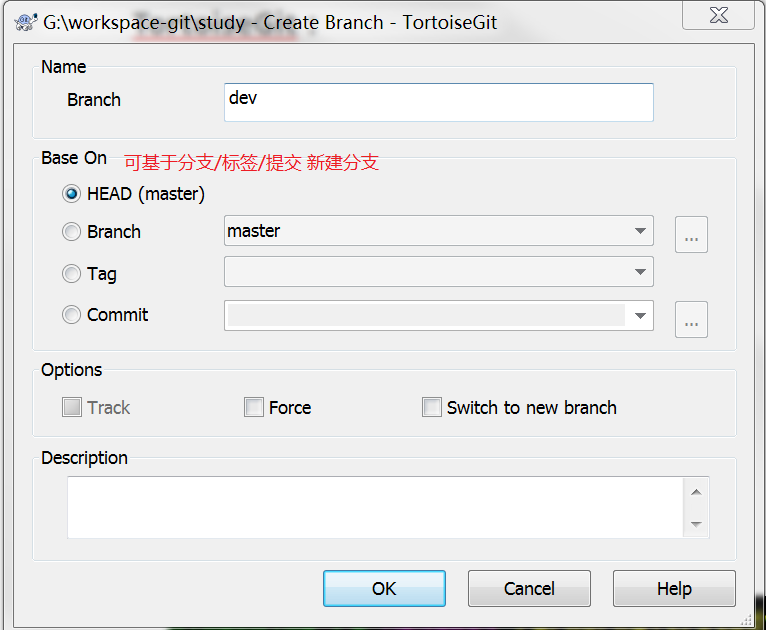 G:\workspace-git\study - Create Branch - TortoiseGit
Name
Branch
dev
Base On
可基于分支/标签/提交 新建分支
HEAD (master)
Branch
master
...
Tag
Commit
...
Options
Track
Force
Switch to new branch
Description
OK
Cancel
Help